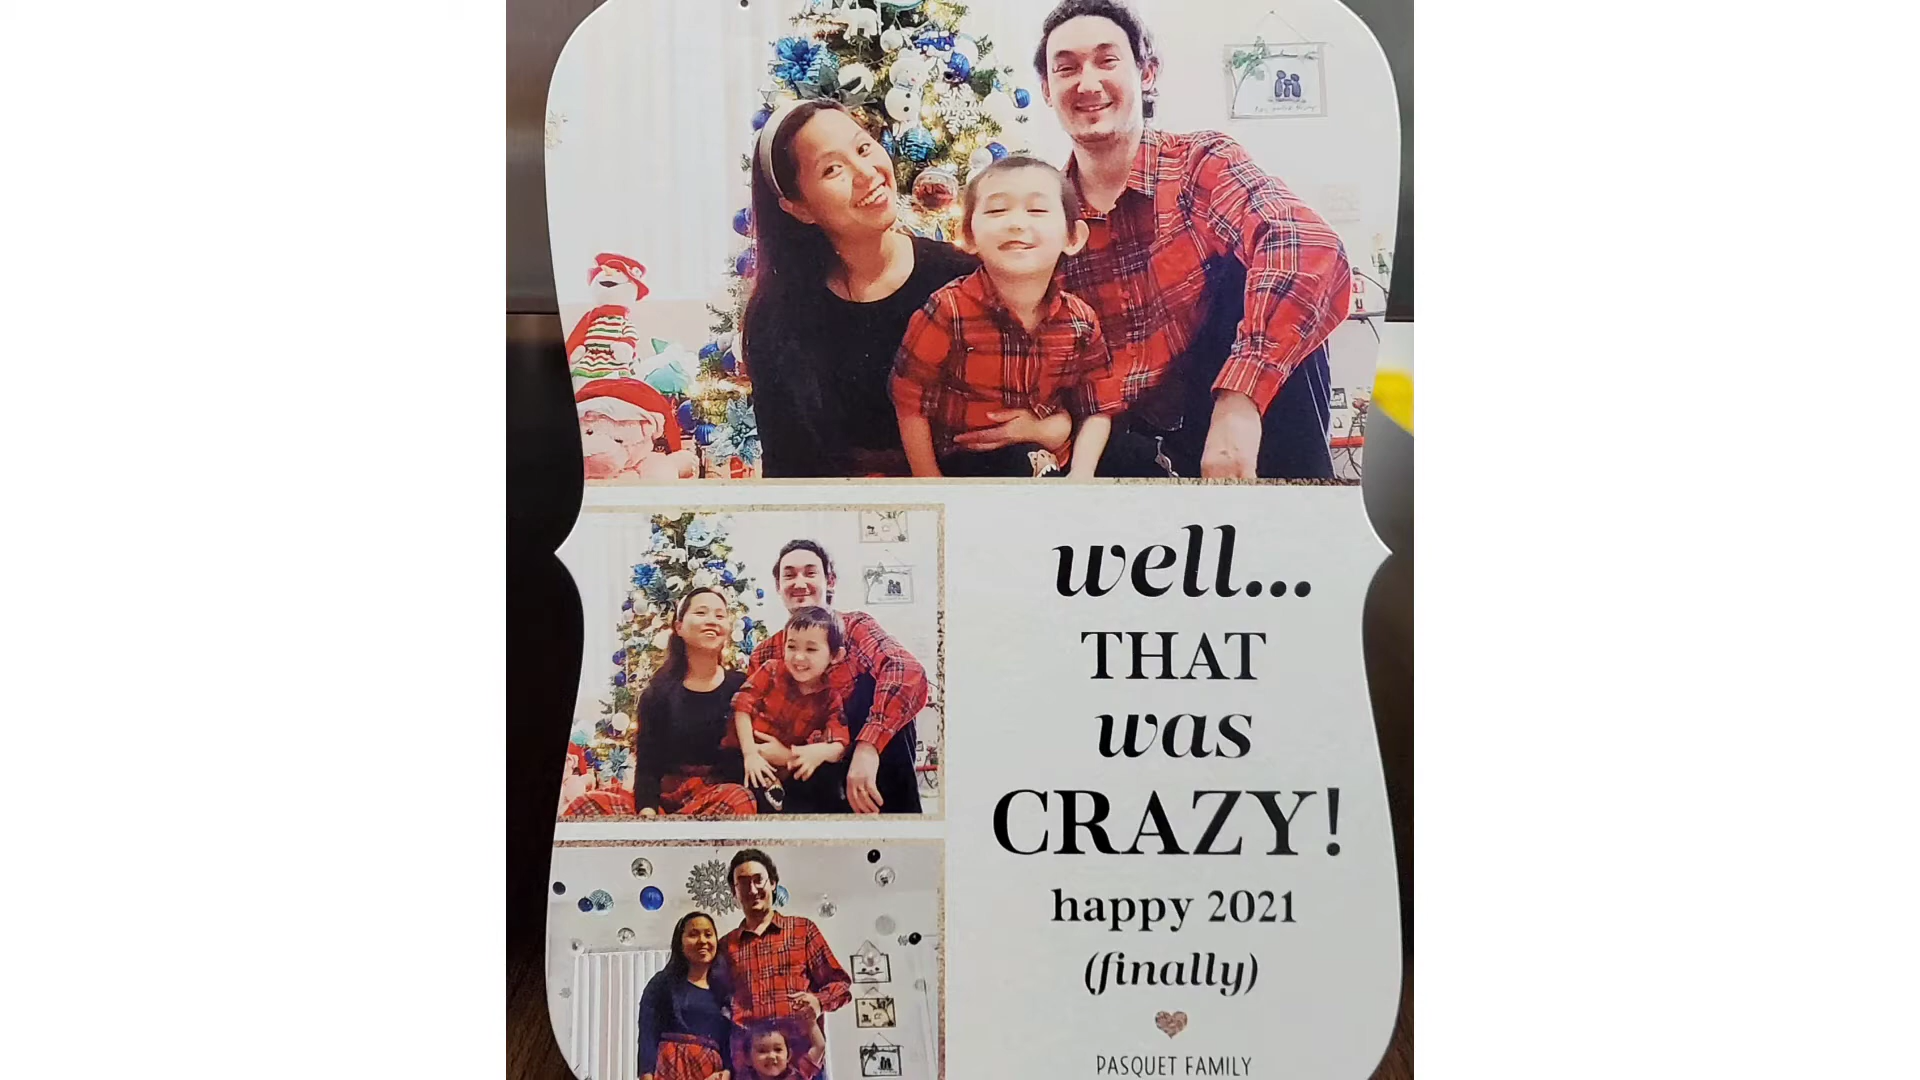 well...
THAT
was
CRAZY!
happy 2021
(finally)
PASQUET FAMILY